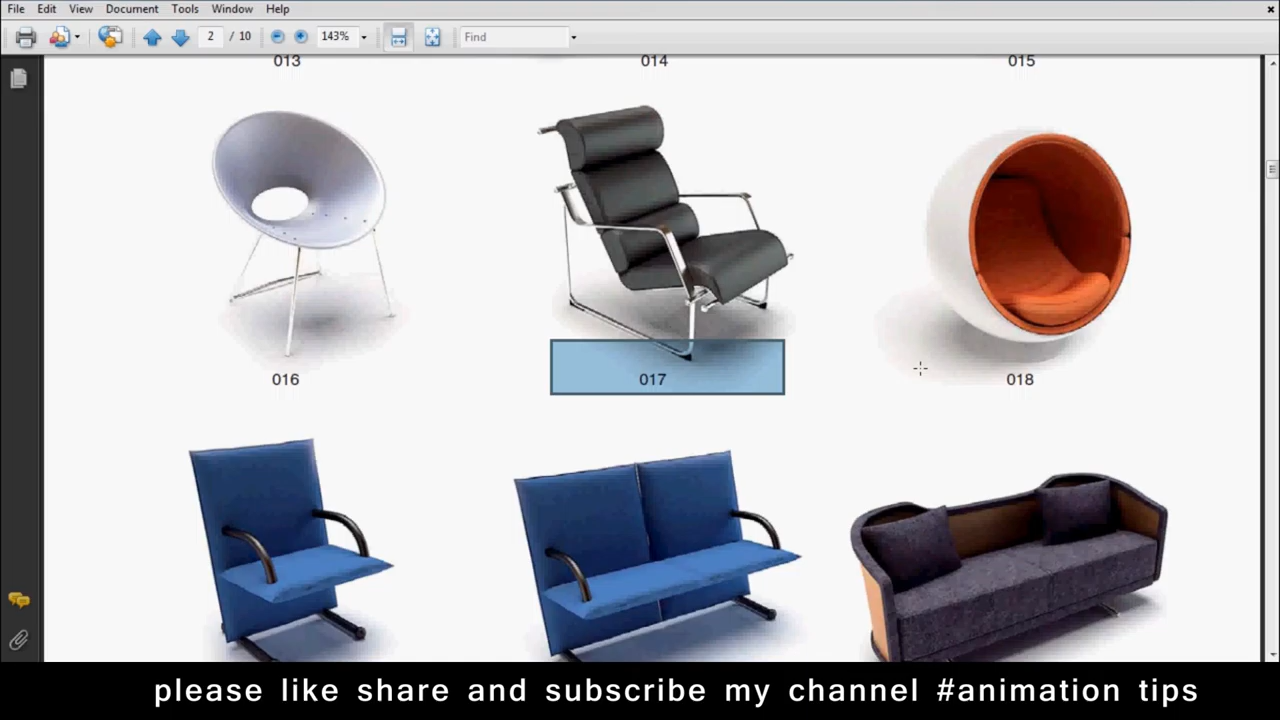 File Edit View Document Tools Window Help
2 / 10 143% Find
013 014 015
016 017 018
please like share and subscribe my channel #animation tips